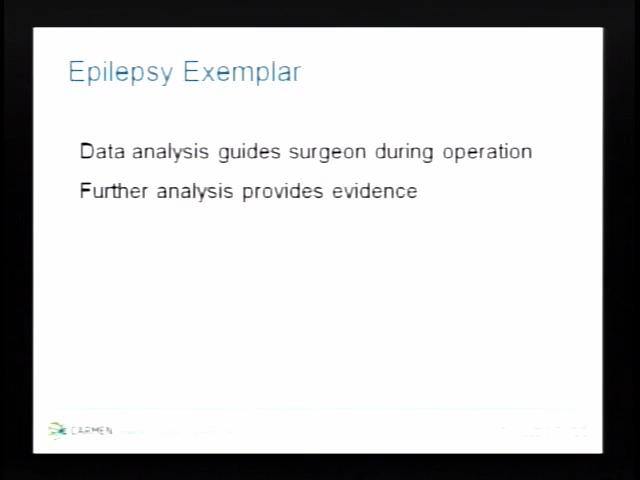 Epilepsy Exemplar
Data analysis guides surgeon during operation
Further analysis provides evidence
CARMEN